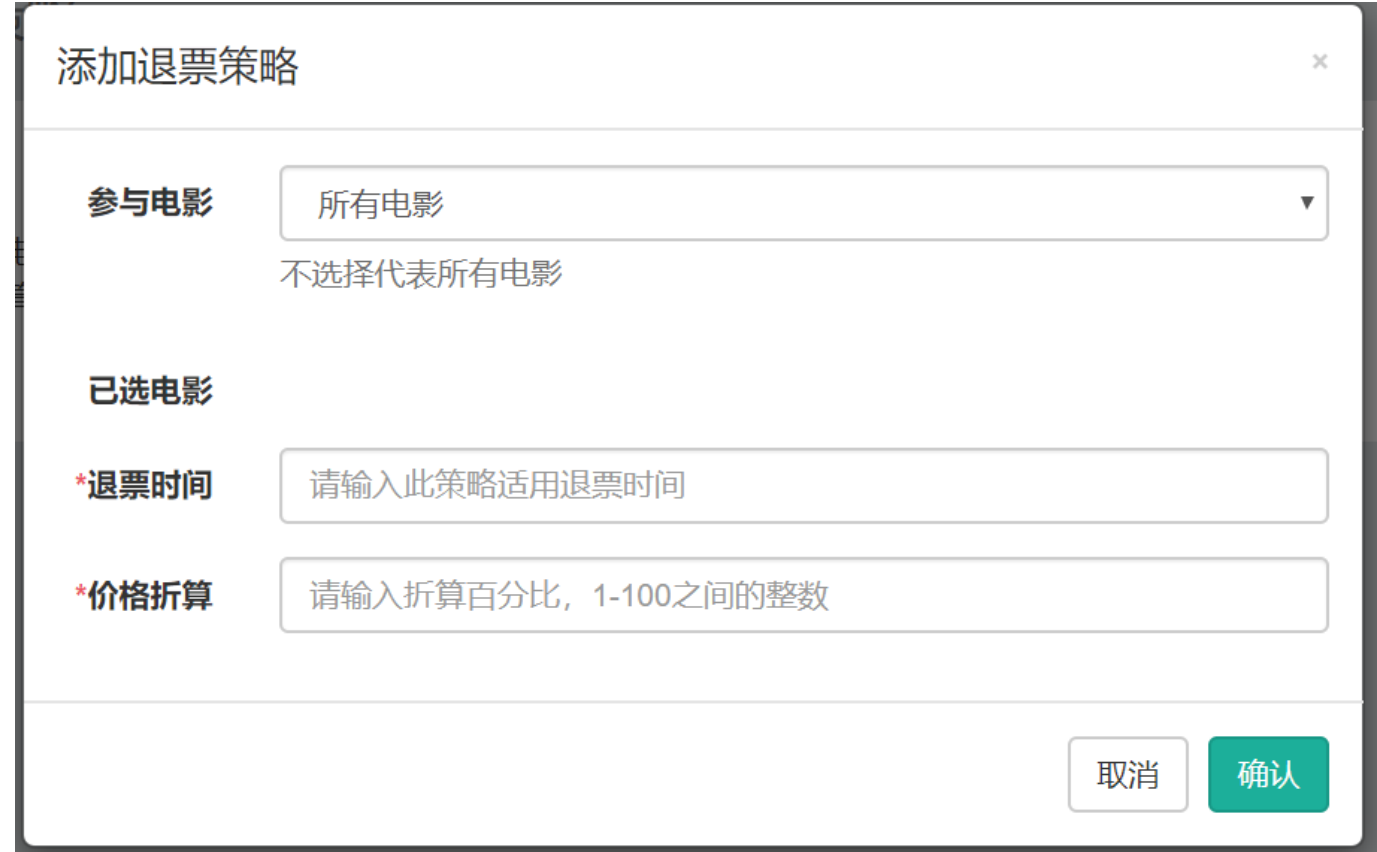 添加退票策略
×
参与电影
所有电影
不选择代表所有电影
已选电影
*退票时间
请输入此策略适用退票时间
*价格折算
请输入折算百分比，1-100之间的整数
取消
确认